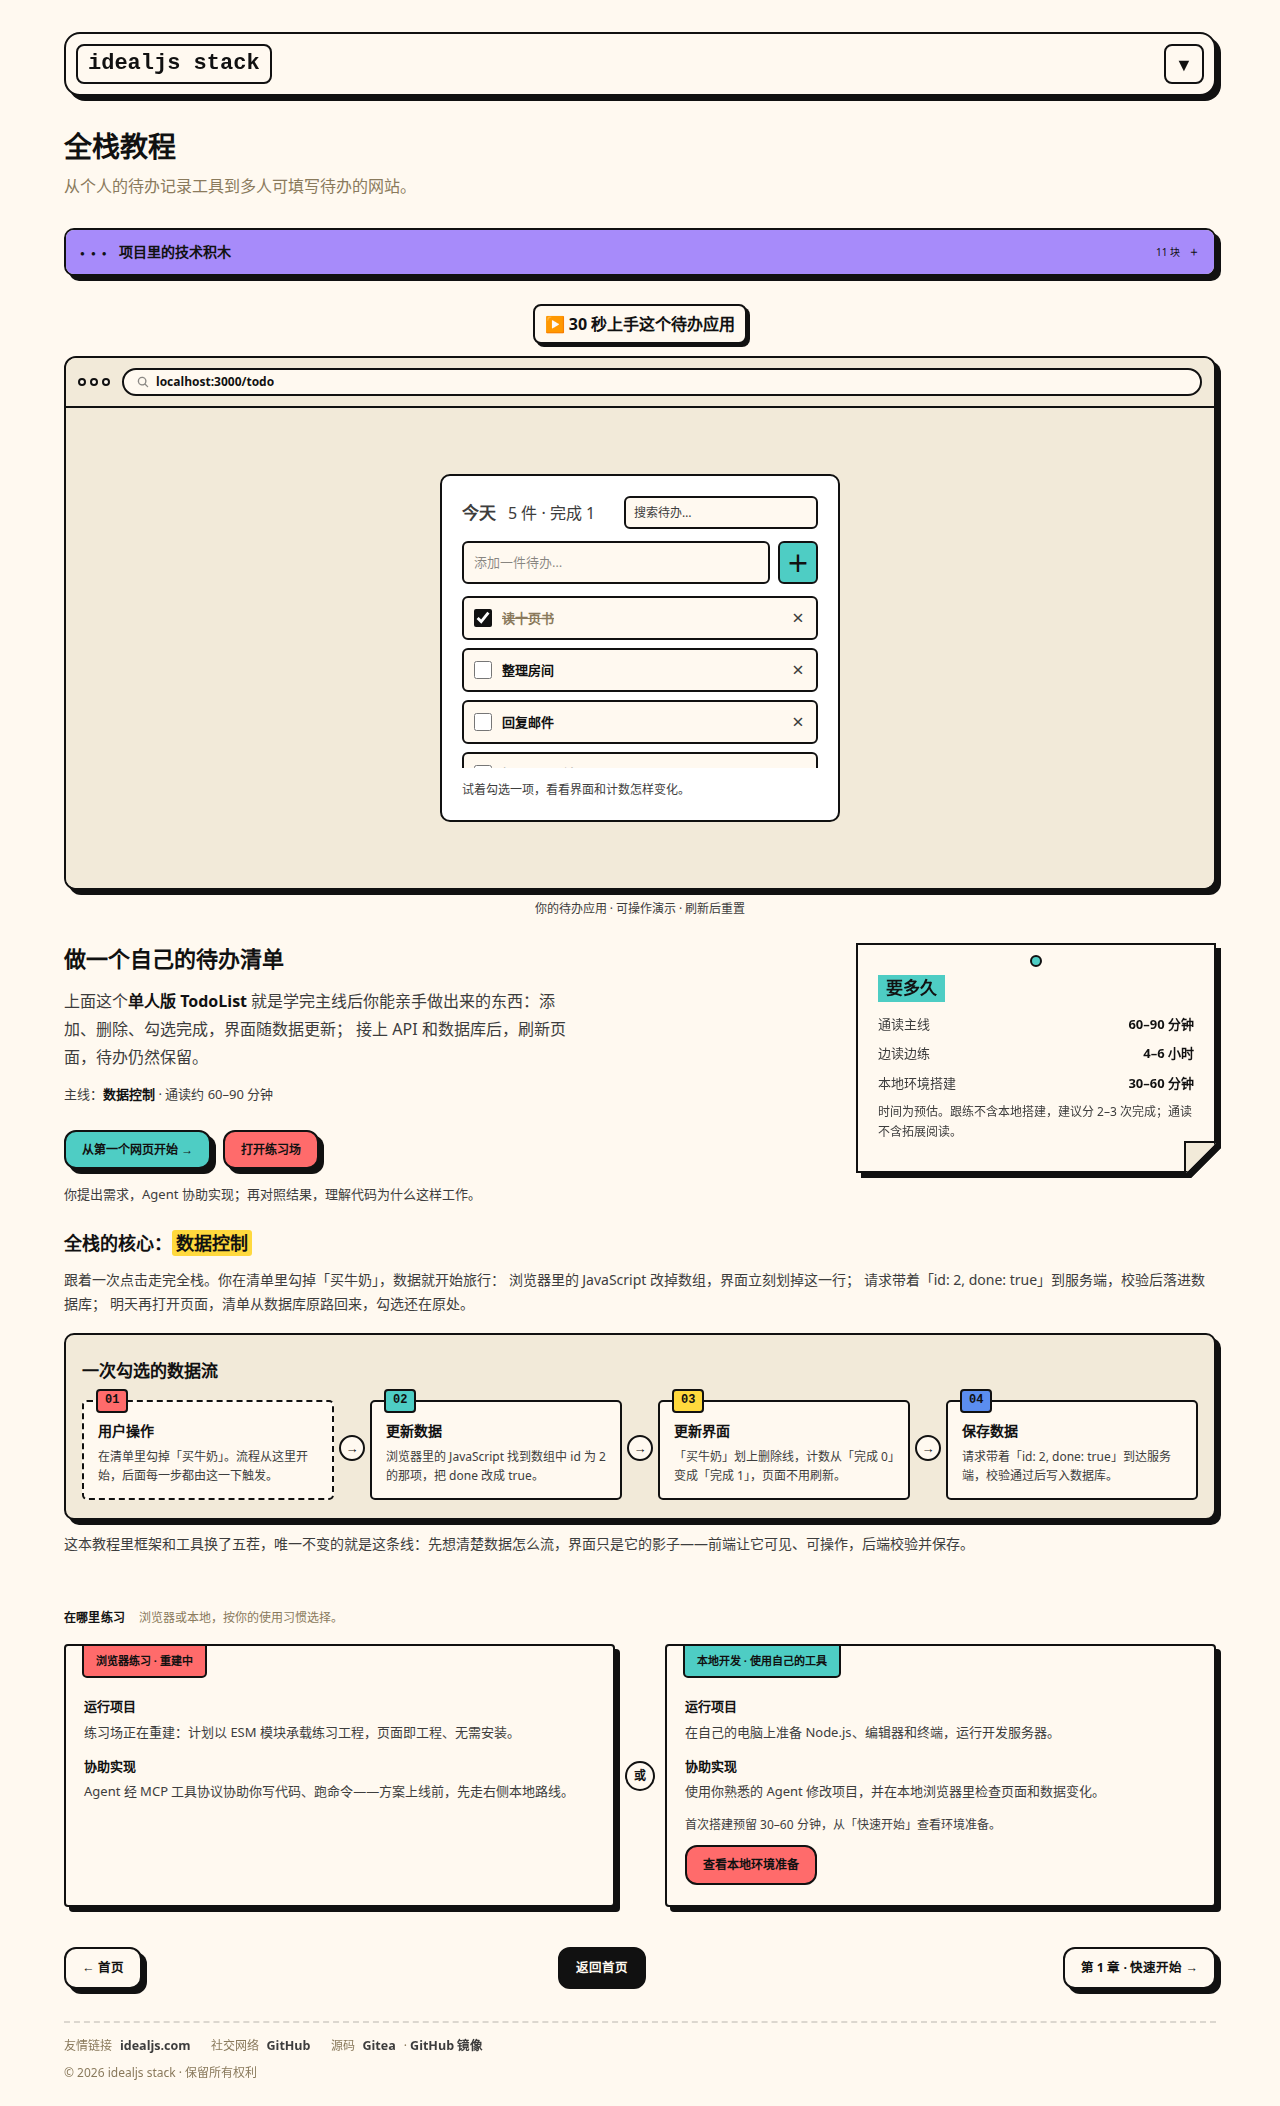 idealjs stack
▼
全栈教程
从个人的待办记录工具到多人可填写待办的网站。
• • • 项目里的技术积木
11 块 +
▶️ 30 秒上手这个待办应用
localhost:3000/todo
今天 5 件 · 完成 1
搜索待办…
添加一件待办…
+
读十页书 ×
整理房间 ×
回复邮件 ×
试着勾选一项，看看界面和计数怎样变化。
你的待办应用 · 可操作演示 · 刷新后重置
做一个自己的待办清单
上面这个单人版 TodoList 就是学完主线后你能亲手做出来的东西：添
加、删除、勾选完成，界面随数据更新； 接上 API 和数据库后，刷新页
面，待办仍然保留。
主线：数据控制 · 通读约 60–90 分钟
从第一个网页开始 →
打开练习场
你提出需求，Agent 协助实现；再对照结果，理解代码为什么这样工作。
要多久
通读主线 60–90 分钟
边读边练 4–6 小时
本地环境搭建 30–60 分钟
时间为预估。跟练不含本地搭建，建议分 2–3 次完成；通读
不含拓展阅读。
全栈的核心：数据控制
跟着一次点击走完全栈。你在清单里勾掉「买牛奶」，数据就开始旅行： 浏览器里的 JavaScript 改掉数组，界面立刻划掉这一行； 请求带着「id: 2, done: true」到服务端，校验后落进数
据库； 明天再打开页面，清单从数据库原路回来，勾选还在原处。
一次勾选的数据流
01
用户操作
在清单里勾掉「买牛奶」。流程从这里开
始，后面每一步都由这一下触发。
→
02
更新数据
浏览器里的 JavaScript 找到数组中 id 为 2
的那项，把 done 改成 true。
→
03
更新界面
「买牛奶」划上删除线，计数从「完成 0」
变成「完成 1」，页面不用刷新。
→
04
保存数据
请求带着「id: 2, done: true」到达服务
端，校验通过后写入数据库。
这本教程里框架和工具换了五茬，唯一不变的就是这条线：先想清楚数据怎么流，界面只是它的影子——前端让它可见、可操作，后端校验并保存。
在哪里练习 浏览器或本地，按你的使用习惯选择。
浏览器练习 · 重建中
运行项目
练习场正在重建：计划以 ESM 模块承载练习工程，页面即工程、无需安装。
协助实现
Agent 经 MCP 工具协议协助你写代码、跑命令——方案上线前，先走右侧本地路线。
或
本地开发 · 使用自己的工具
运行项目
在自己的电脑上准备 Node.js、编辑器和终端，运行开发服务器。
协助实现
使用你熟悉的 Agent 修改项目，并在本地浏览器里检查页面和数据变化。
首次搭建预留 30–60 分钟，从「快速开始」查看环境准备。
查看本地环境准备
← 首页
返回首页
第 1 章 · 快速开始 →
友情链接 idealjs.com 社交网络 GitHub 源码 Gitea · GitHub 镜像
© 2026 idealjs stack · 保留所有权利